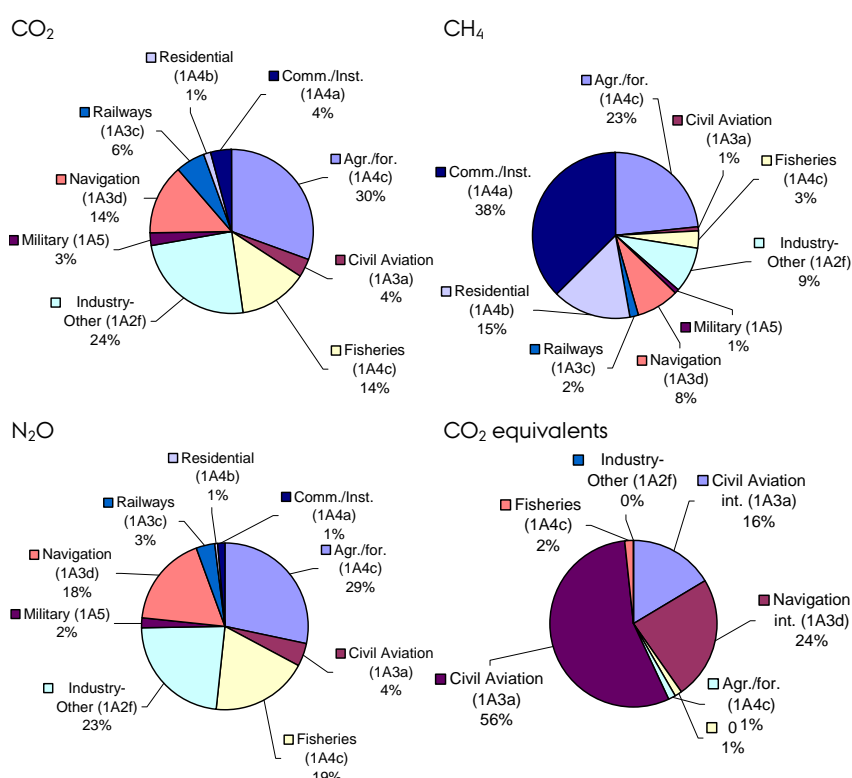 CO₂
Residential
(1A4b)
1%
Comm./Inst.
(1A4a)
4%
Railways
(1A3c)
6%
Agr./for.
(1A4c)
30%
Navigation
(1A3d)
14%
Military (1A5)
3%
Civil Aviation
(1A3a)
4%
Industry-
Other (1A2f)
24%
Fisheries
(1A4c)
14%
CH₄
Agr./for.
(1A4c)
23%
Civil Aviation
(1A3a)
1%
Fisheries
(1A4c)
3%
Comm./Inst.
(1A4a)
38%
Industry-
Other (1A2f)
9%
Residential
(1A4b)
15%
Military (1A5)
1%
Railways
(1A3c)
2%
Navigation
(1A3d)
8%
N₂O
Residential
(1A4b)
1%
Comm./Inst.
(1A4a)
1%
Railways
(1A3c)
3%
Agr./for.
(1A4c)
29%
Navigation
(1A3d)
18%
Military (1A5)
2%
Civil Aviation
(1A3a)
4%
Industry-
Other (1A2f)
23%
Fisheries
(1A4c)
19%
CO₂ equivalents
Industry-
Other (1A2f)
0%
Civil Aviation
int. (1A3a)
16%
Fisheries
(1A4c)
2%
Navigation
int. (1A3d)
24%
Civil Aviation
(1A3a)
56%
Agr./for.
(1A4c)
1%
0
1%